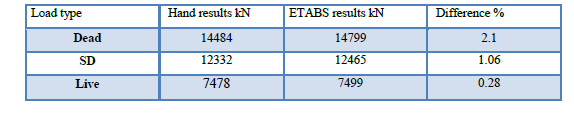 Load type Hand results kN ETABS results kN Difference %
Dead 14484 14799 2.1
SD 12332 12465 1.06
Live 7478 7499 0.28